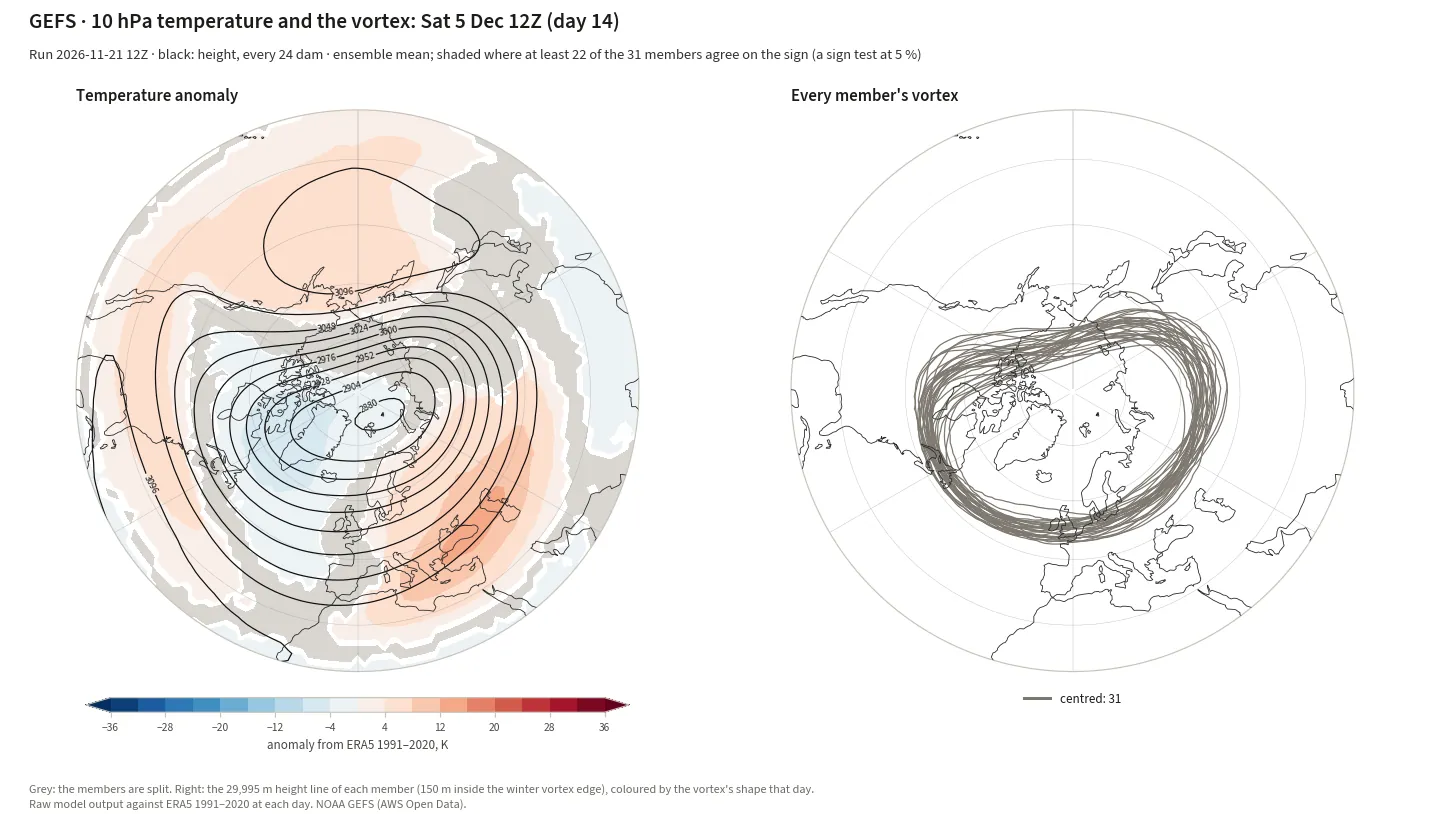 GEFS · 10 hPa temperature and the vortex: Sat 5 Dec 12Z (day 14)
Run 2026-11-21 12Z · black: height, every 24 dam · ensemble mean; shaded where at least 22 of the 31 members agree on the sign (a sign test at 5 %)
Temperature anomaly
Every member's vortex
3096
3072
3048
3024
3000
2976
2952
2928
2904
2880
3096
centred: 31
−36
−28
−20
−12
−4
4
12
20
28
36
anomaly from ERA5 1991–2020, K
Grey: the members are split. Right: the 29,995 m height line of each member (150 m inside the winter vortex edge), coloured by the vortex's shape that day.
Raw model output against ERA5 1991–2020 at each day. NOAA GEFS (AWS Open Data).